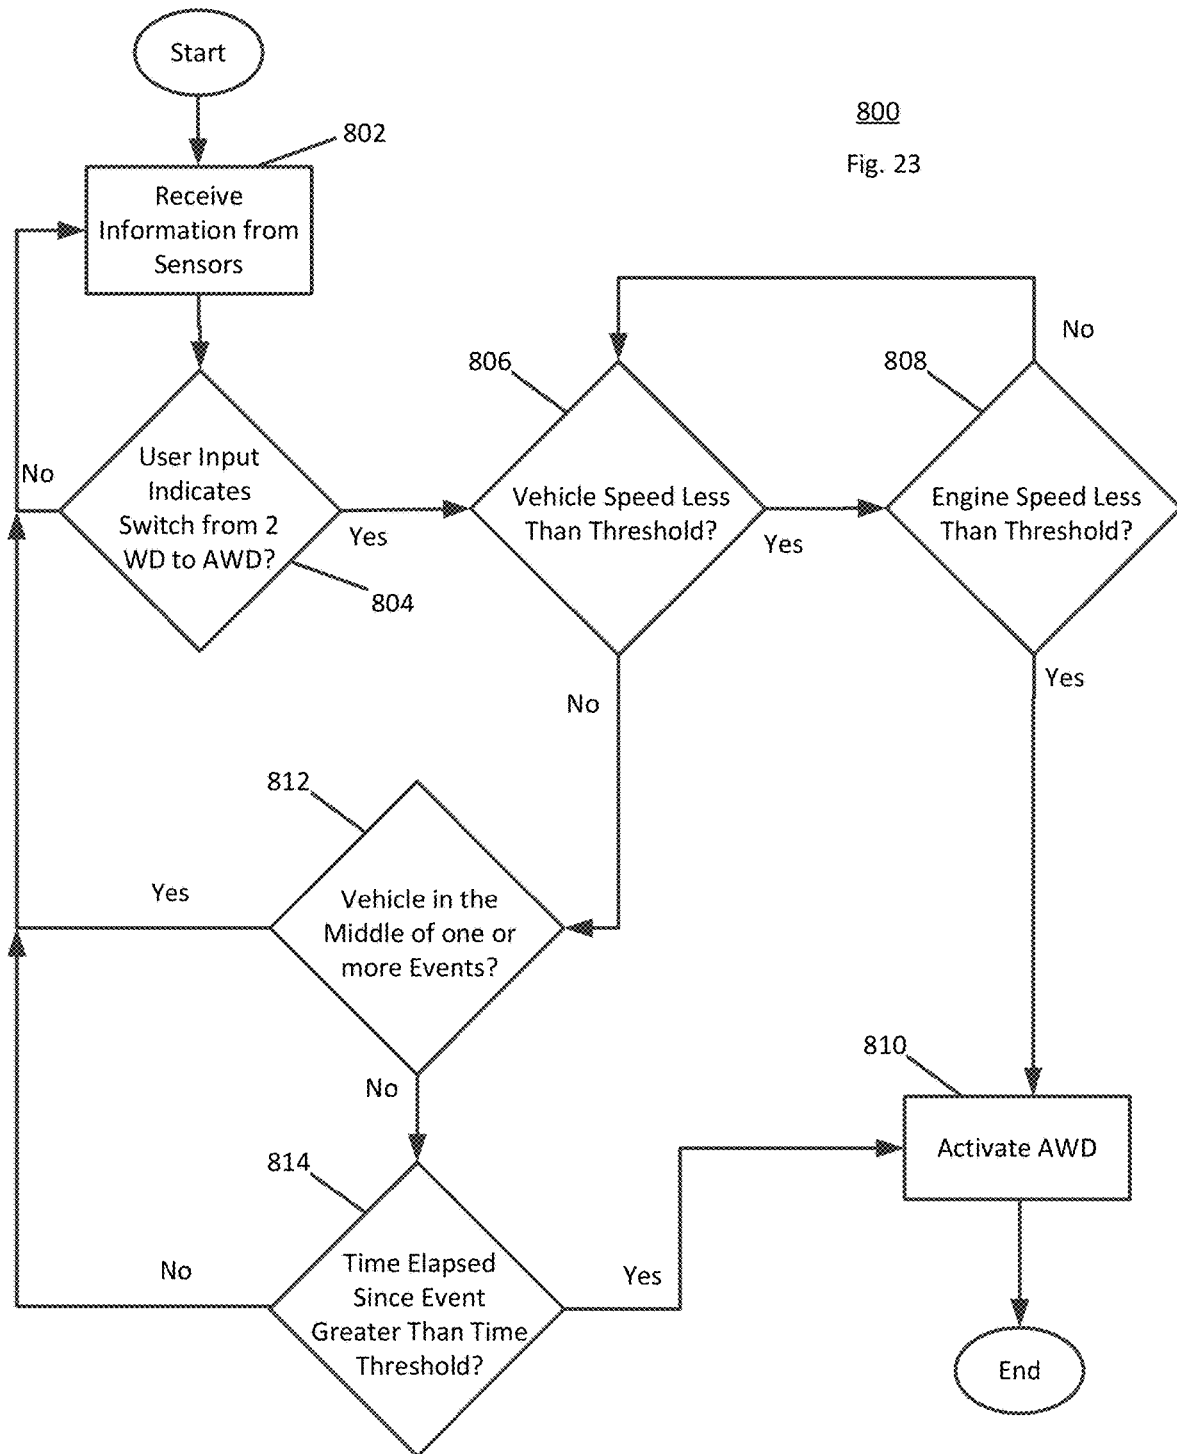 Start
802
800
Fig. 23
Receive
Information from
Sensors
No
806
808
No
User Input
Indicates
Switch from 2
WD to AWD?
Yes
804
Vehicle Speed Less
Than Threshold?
Yes
Engine Speed Less
Than Threshold?
No
Yes
812
Yes
Vehicle in the
Middle of one or
more Events?
No
810
Activate AWD
814
No
Time Elapsed
Since Event
Greater Than Time
Threshold?
Yes
End